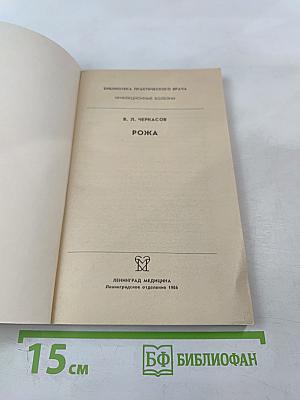 БИБЛИОТЕКА ПРАКТИЧЕСКОГО ВРАЧА
ИНФЕКЦИОННЫЕ БОЛЕЗНИ
В. Л. ЧЕРКАСОВ
РОЖА
ЛЕНИНГРАД МЕДИЦИНА
Ленинградское отделение 1986
15 см
БФ БИБЛИОФАН